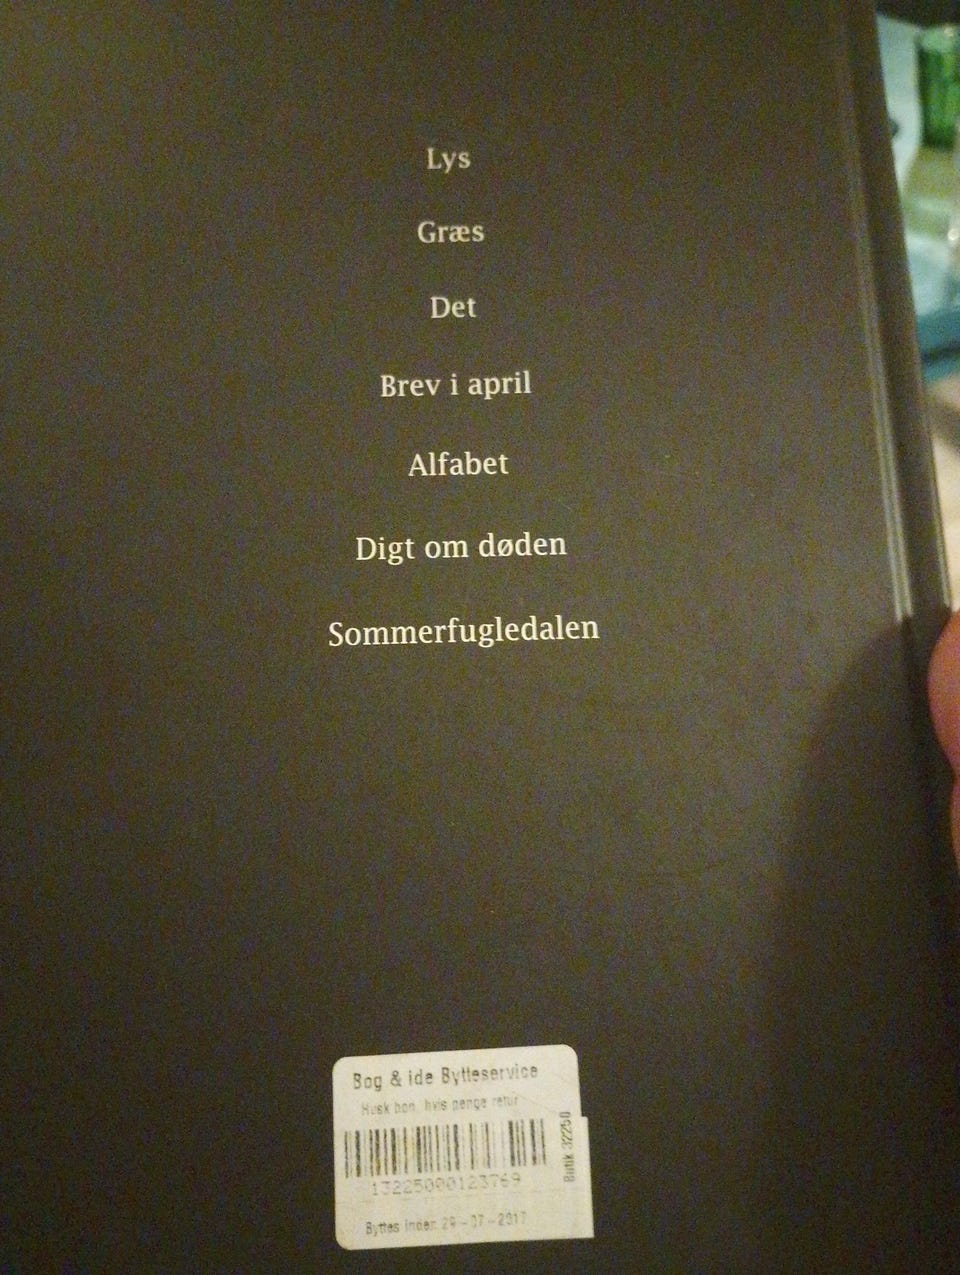 Lys
Græs
Det
Brev i april
Alfabet
Digt om døden
Sommerfugledalen
Bog & ide Bytteservice
Husk bon, hvis penge retur
Butik 32250
13225000123769
Byttes inden 29-07-2017